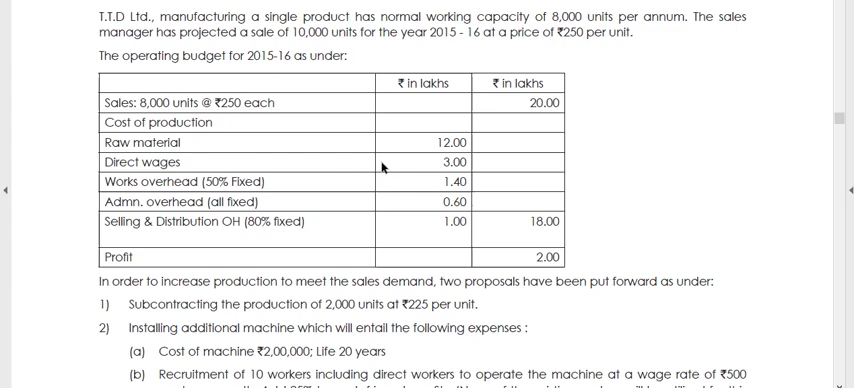 T.T.D Ltd., manufacturing a single product has normal working capacity of 8,000 units per annum. The sales
manager has projected a sale of 10,000 units for the year 2015 - 16 at a price of ₹250 per unit.
The operating budget for 2015-16 as under:
₹ in lakhs ₹ in lakhs
Sales: 8,000 units @ ₹250 each 20.00
Cost of production
Raw material 12.00
Direct wages 3.00
Works overhead (50% Fixed) 1.40
Admn. overhead (all fixed) 0.60
Selling & Distribution OH (80% fixed) 1.00 18.00
Profit 2.00
In order to increase production to meet the sales demand, two proposals have been put forward as under:
1) Subcontracting the production of 2,000 units at ₹225 per unit.
2) Installing additional machine which will entail the following expenses :
(a) Cost of machine ₹2,00,000; Life 20 years
(b) Recruitment of 10 workers including direct workers to operate the machine at a wage rate of ₹500